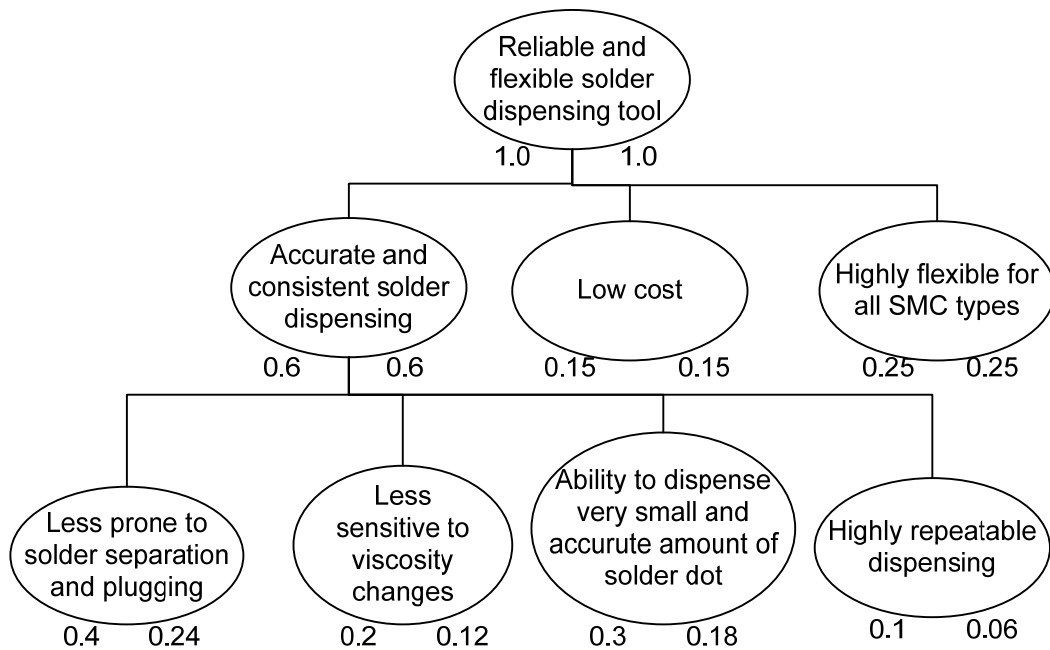 Reliable and
flexible solder
dispensing tool
1.0 1.0
Accurate and
consistent solder
dispensing
0.6 0.6
Low cost
0.15 0.15
Highly flexible for
all SMC types
0.25 0.25
Less prone to
solder separation
and plugging
0.4 0.24
Less
sensitive to
viscosity
changes
0.2 0.12
Ability to dispense
very small and
accurute amount of
solder dot
0.3 0.18
Highly repeatable
dispensing
0.1 0.06